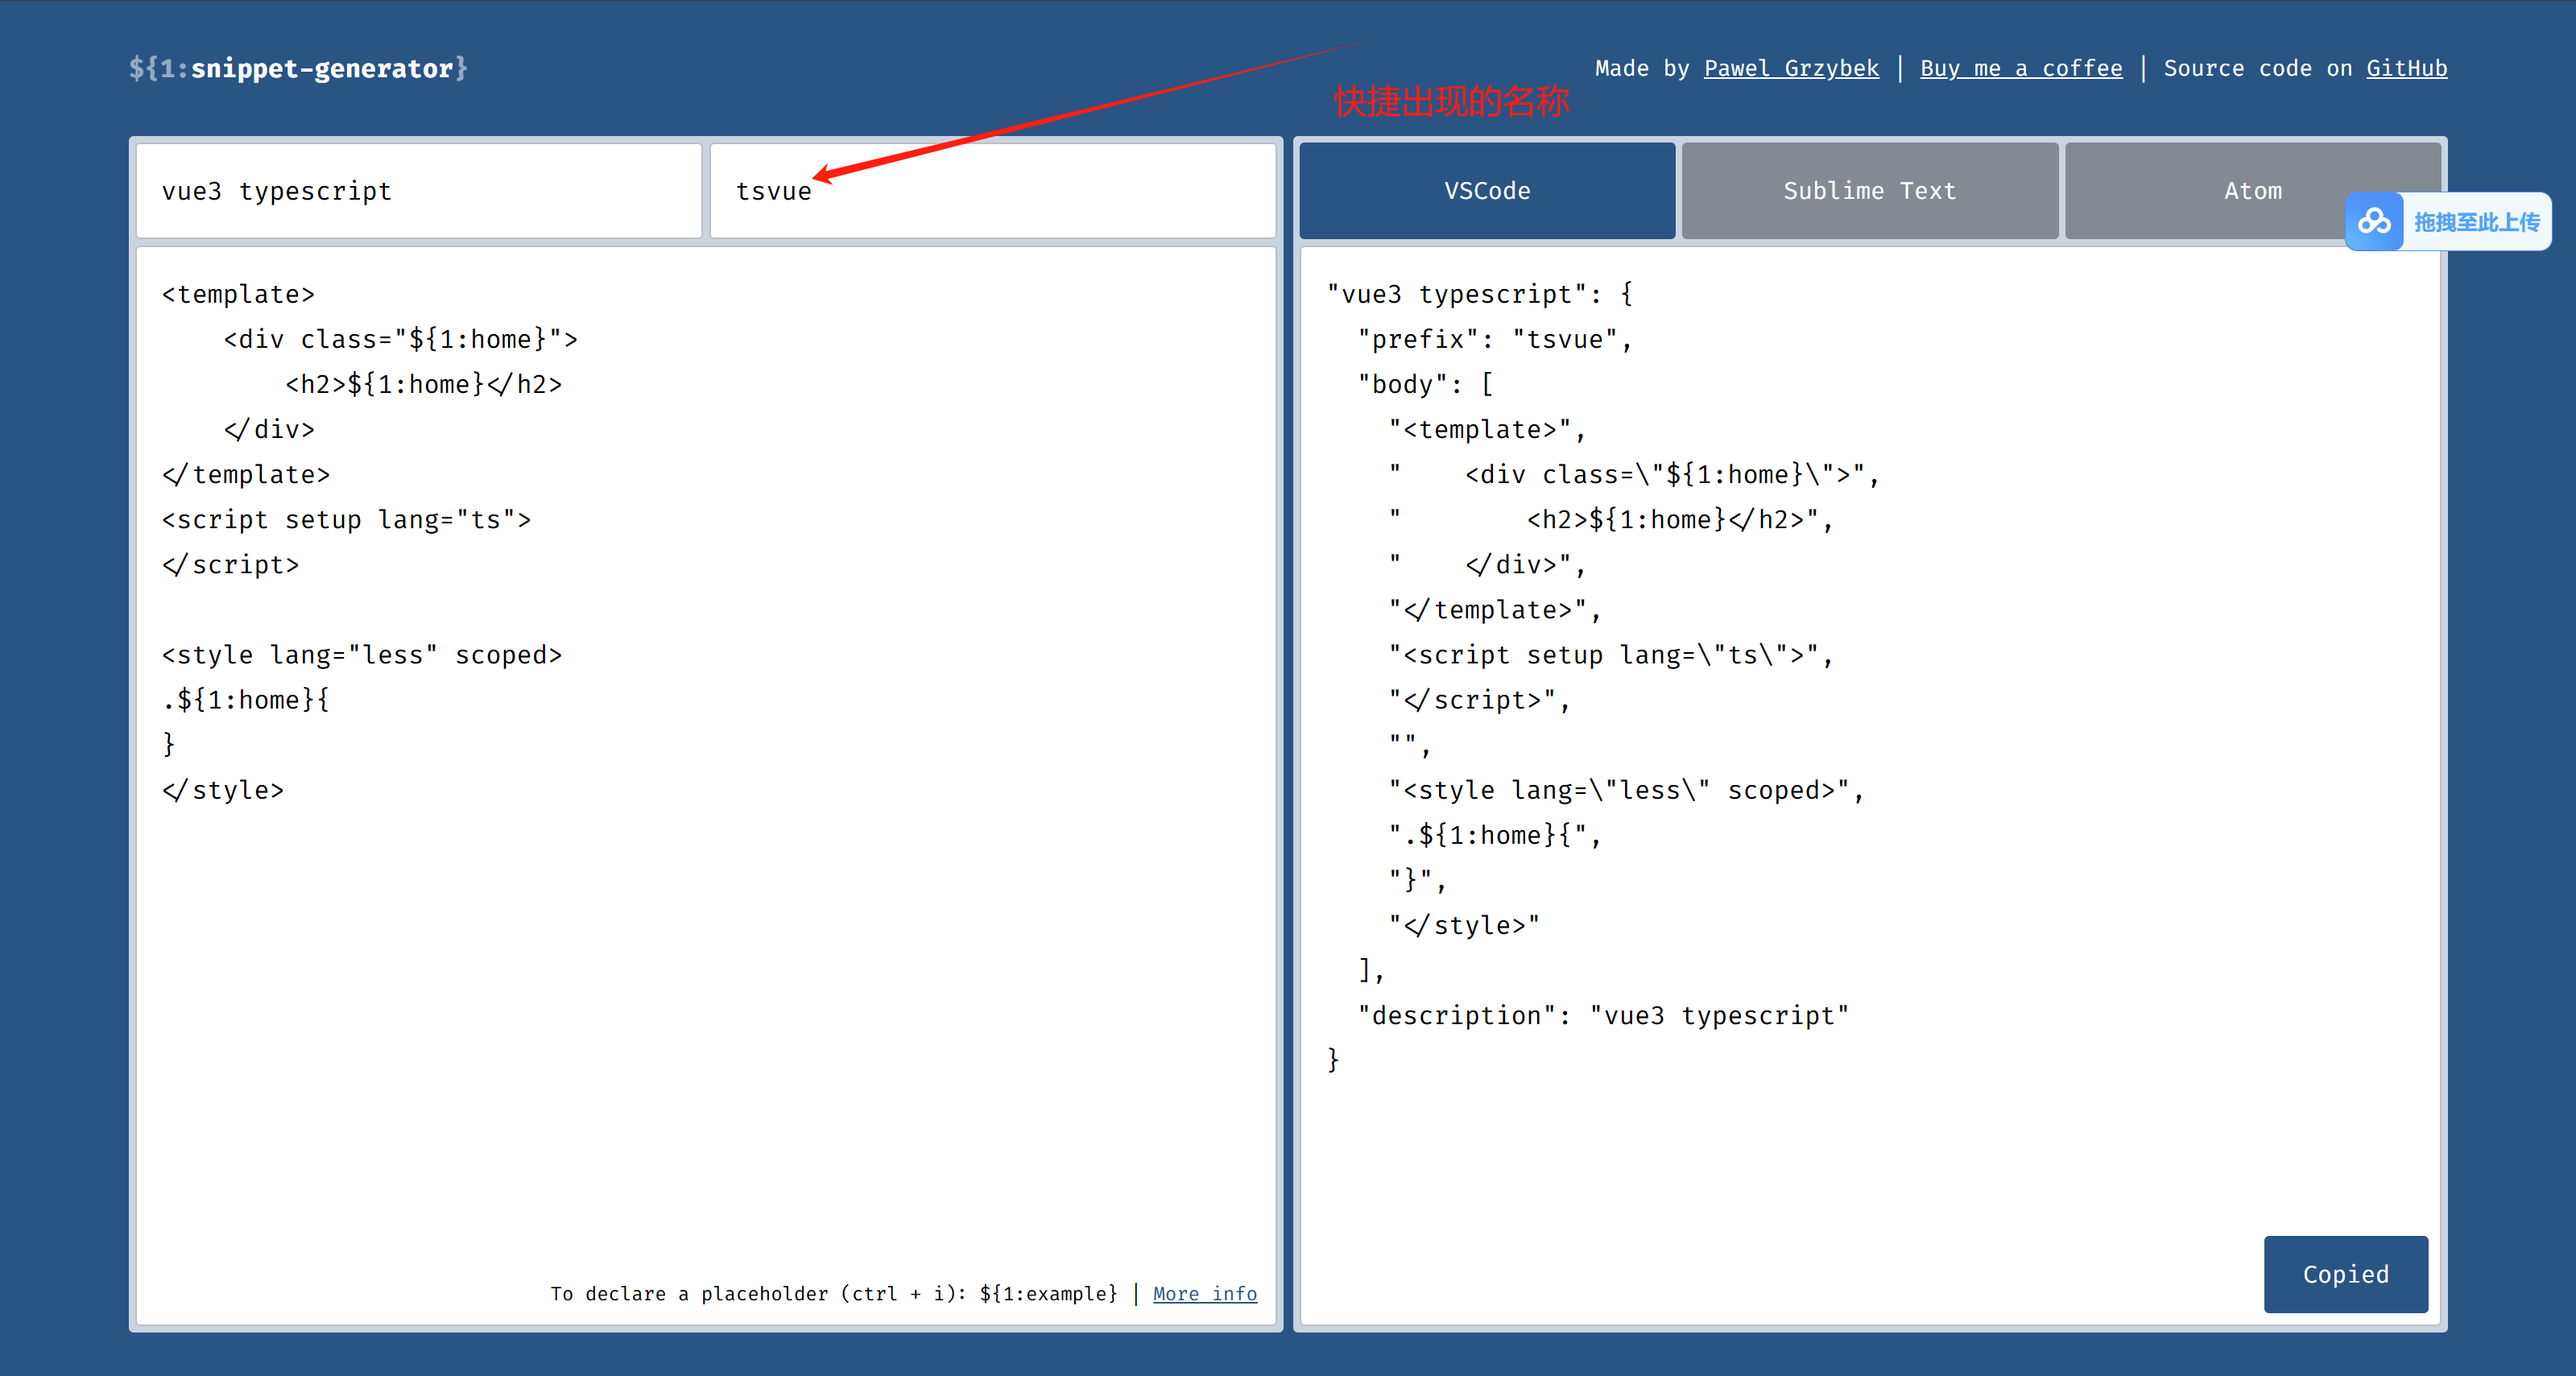 ${1:snippet-generator}
Made by Pawel Grzybek | Buy me a coffee | Source code on GitHub
快捷出现的名称
vue3 typescript
tsvue
<template>
    <div class="${1:home}">
        <h2>${1:home}</h2>
    </div>
</template>
<script setup lang="ts">
</script>

<style lang="less" scoped>
.${1:home}{
}
</style>
To declare a placeholder (ctrl + i): ${1:example} | More info
VSCode
Sublime Text
Atom
拖拽至此上传
"vue3 typescript": {
  "prefix": "tsvue",
  "body": [
    "<template>",
    "    <div class=\"${1:home}\">",
    "        <h2>${1:home}</h2>",
    "    </div>",
    "</template>",
    "<script setup lang=\"ts\">",
    "</script>",
    "",
    "<style lang=\"less\" scoped>",
    ".${1:home}{",
    "}",
    "</style>"
  ],
  "description": "vue3 typescript"
}
Copied